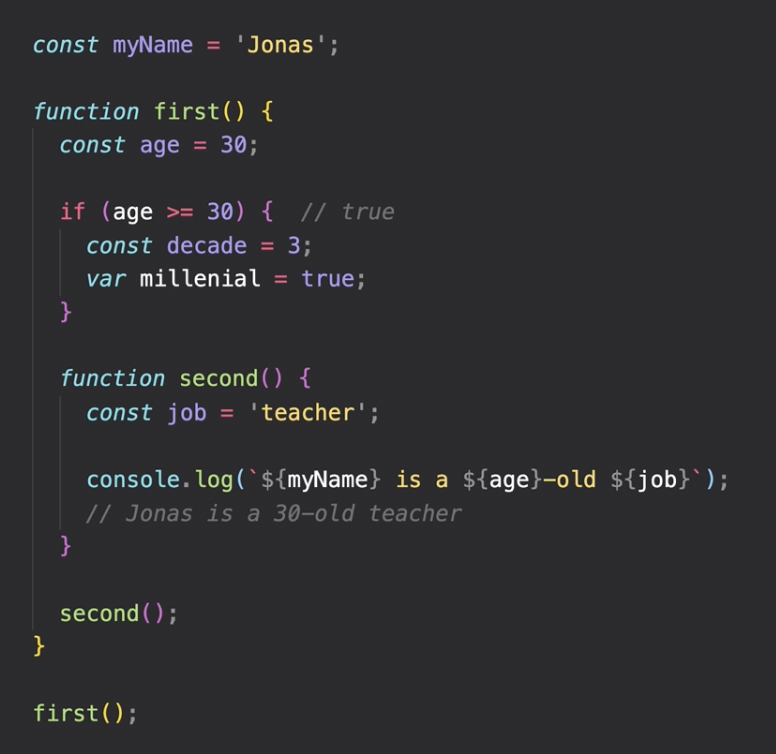 const myName = 'Jonas';
function first() {
const age = 30;
if (age >= 30) { // true
const decade = 3;
var millenial = true;
}
function second() {
const job = 'teacher';
console.log(`${myName} is a ${age}-old ${job}`);
// Jonas is a 30-old teacher
}
second();
}
first();